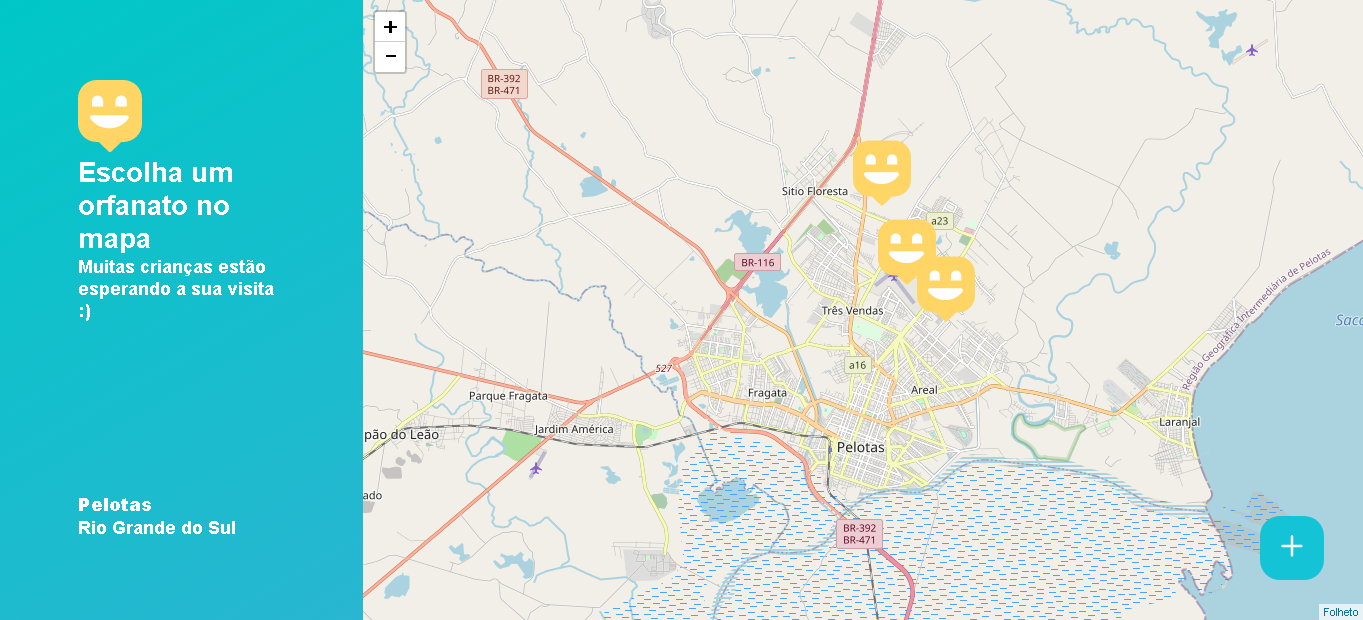 Escolha um
orfanato no
mapa
Muitas crianças estão
esperando a sua visita
:)
Pelotas
Rio Grande do Sul
+
−
BR-392
BR-471
Sitio Floresta
a23
BR-116
Três Vendas
Região Geográfica Intermediária de Pelotas
Saco
527
a16
Parque Fragata
Fragata
Areal
Jardim América
pão do Leão
Laranjal
Pelotas
ado
BR-392
BR-471
+
Folheto